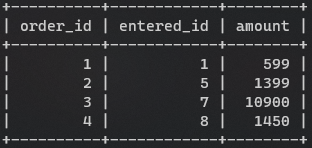 +----------+------------+--------+
| order_id | entered_id | amount |
+----------+------------+--------+
|        1 |          1 |    599 |
|        2 |          5 |   1399 |
|        3 |          7 |  10900 |
|        4 |          8 |   1450 |
+----------+------------+--------+